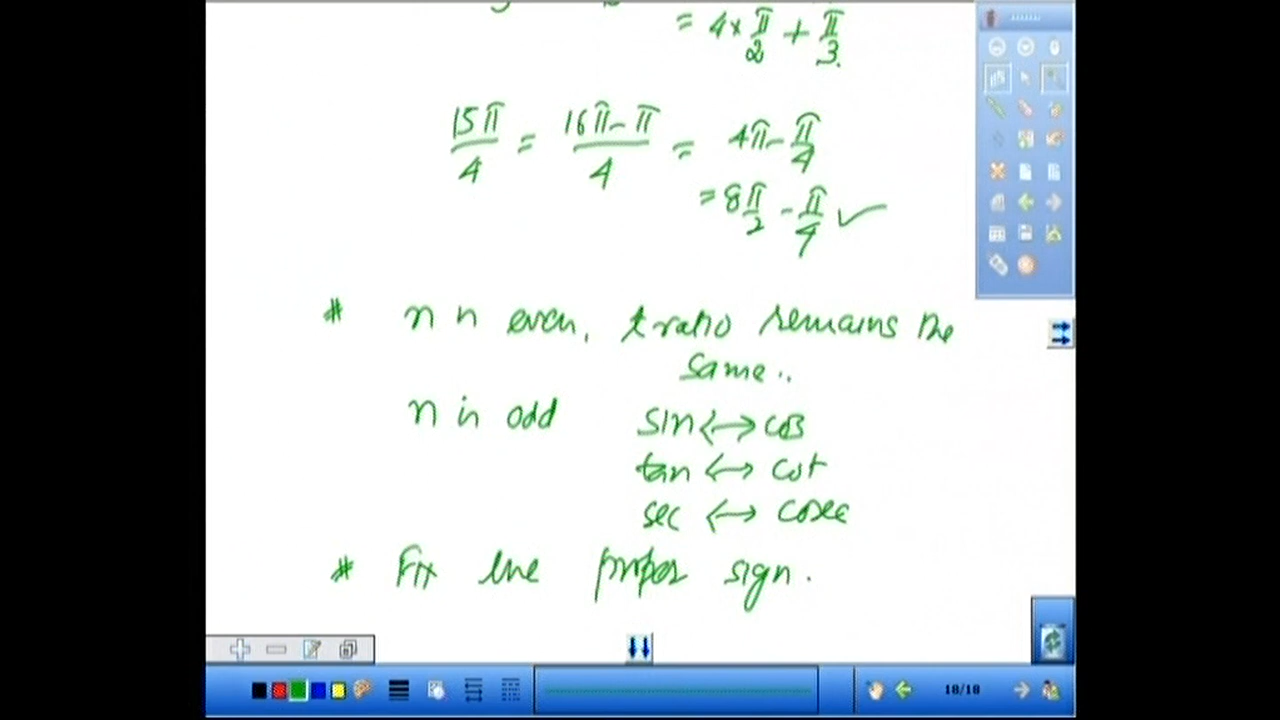 = 4 × π/2 + π/3.
15π/4 = 16π - π/4 = 4π - π/4
= 8π/2 - π/4 ✓
# n is even, t ratio remains the
same..
n is odd sin ↔ cos
tan ↔ cot
sec ↔ cosec
# Fix the proper sign.
18/18